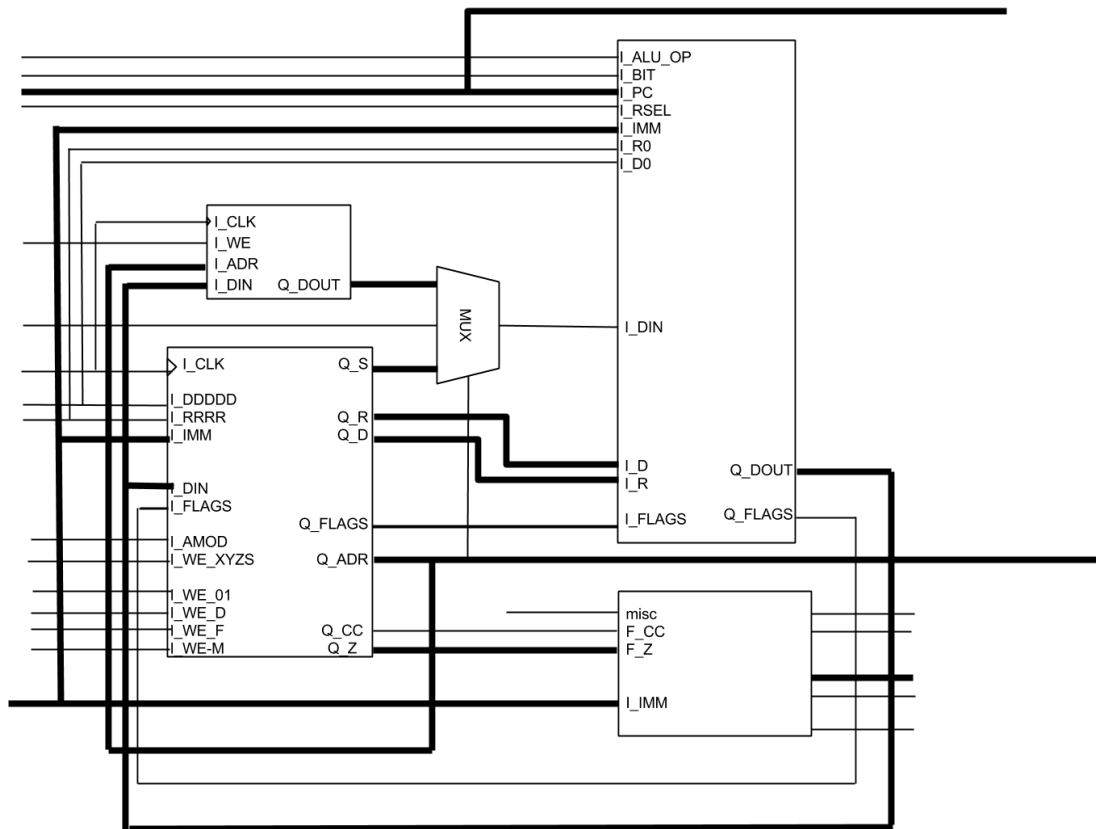 I_ALU_OP
I_BIT
I_PC
I_RSEL
I_IMM
I_R0
I_D0
I_DIN
I_D
I_R
I_FLAGS
Q_DOUT
Q_FLAGS
I_CLK
I_WE
I_ADR
I_DIN
Q_DOUT
MUX
I_CLK
I_DDDDD
I_RRRR
I_IMM
I_DIN
I_FLAGS
I_AMOD
I_WE_XYZS
I_WE_01
I_WE_D
I_WE_F
I_WE-M
Q_S
Q_R
Q_D
Q_FLAGS
Q_ADR
Q_CC
Q_Z
misc
F_CC
F_Z
I_IMM